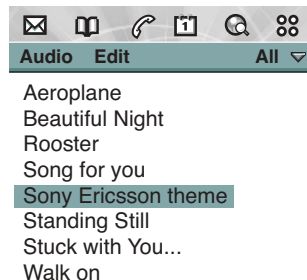 Audio Edit All
Aeroplane
Beautiful Night
Rooster
Song for you
Sony Ericsson theme
Standing Still
Stuck with You...
Walk on